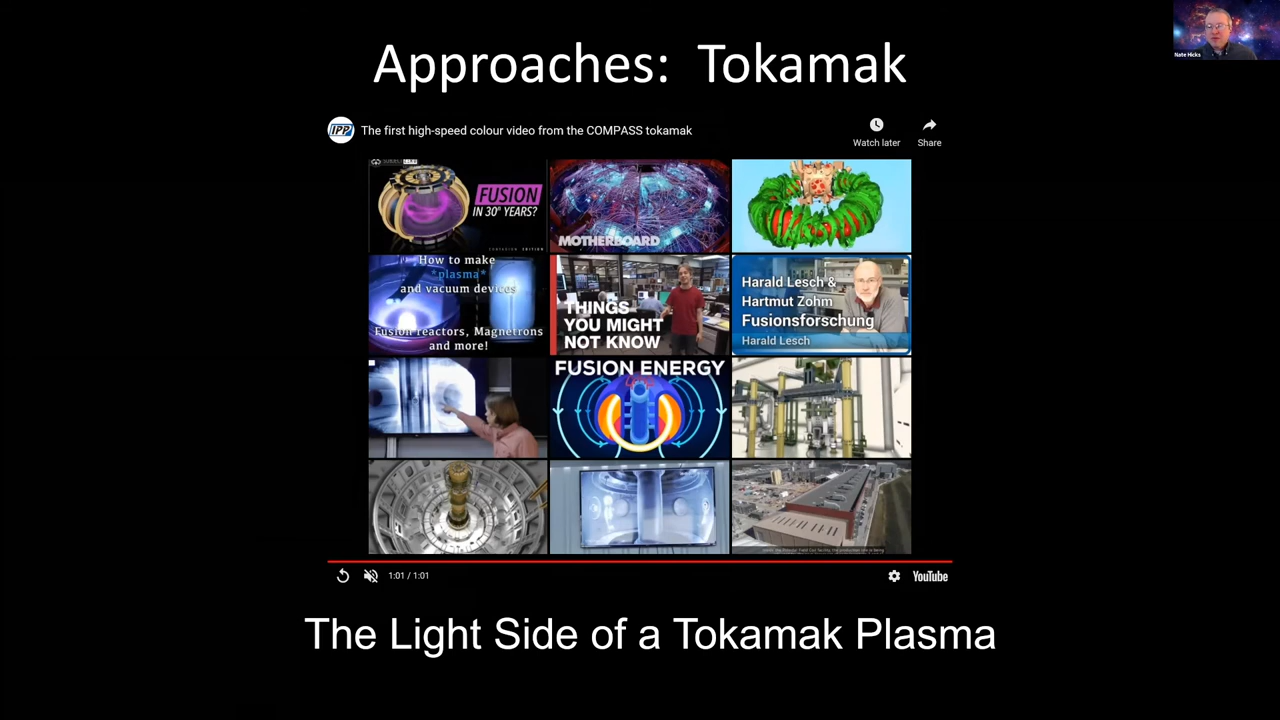 Approaches: Tokamak
Nate Hicks
IPP
The first high-speed colour video from the COMPASS tokamak
Watch later
Share
FUSION
IN 30* YEARS?
MOTHERBOARD
How to make
*plasma*
and vacuum devices
Fusion reactors, Magnetrons
and more!
THINGS
YOU MIGHT
NOT KNOW
Harald Lesch &
Hartmut Zohm
Fusionsforschung
Harald Lesch
FUSION ENERGY
1:01 / 1:01
YouTube
The Light Side of a Tokamak Plasma